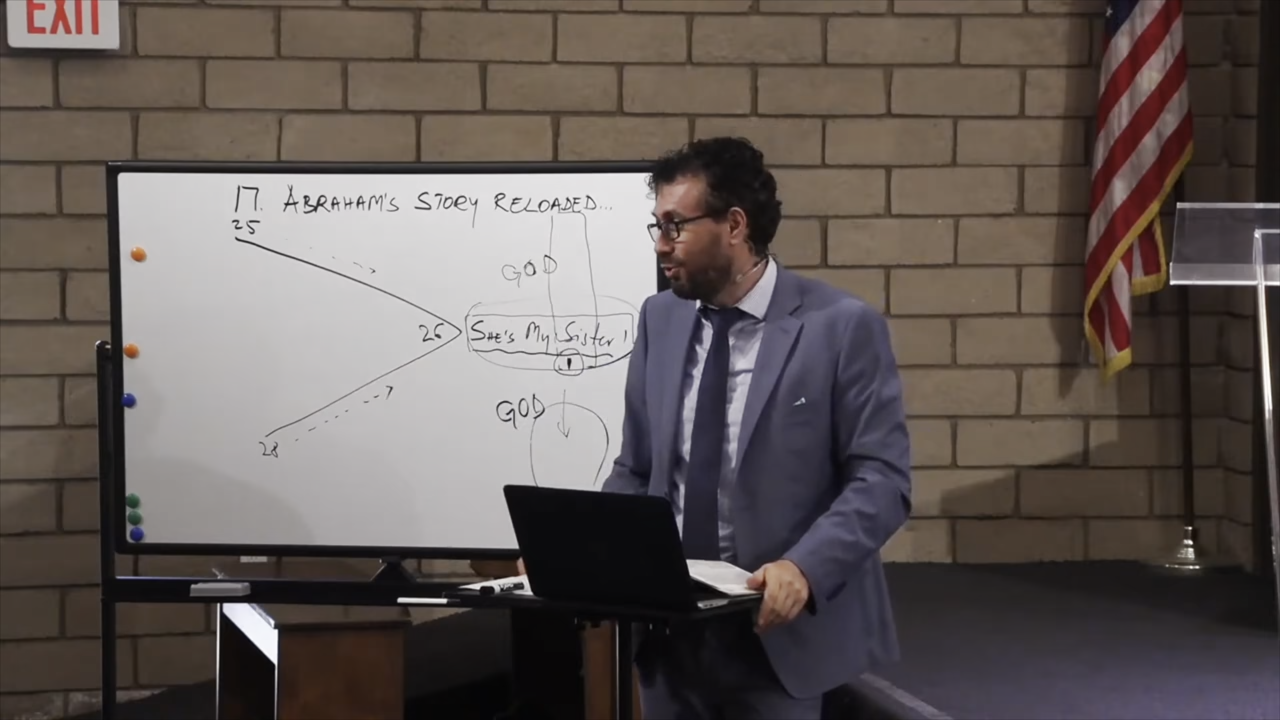 EXIT
17. ABRAHAM'S STORY RELOADED...
25
GOD
26 SHE'S MY SISTER!
GOD
28